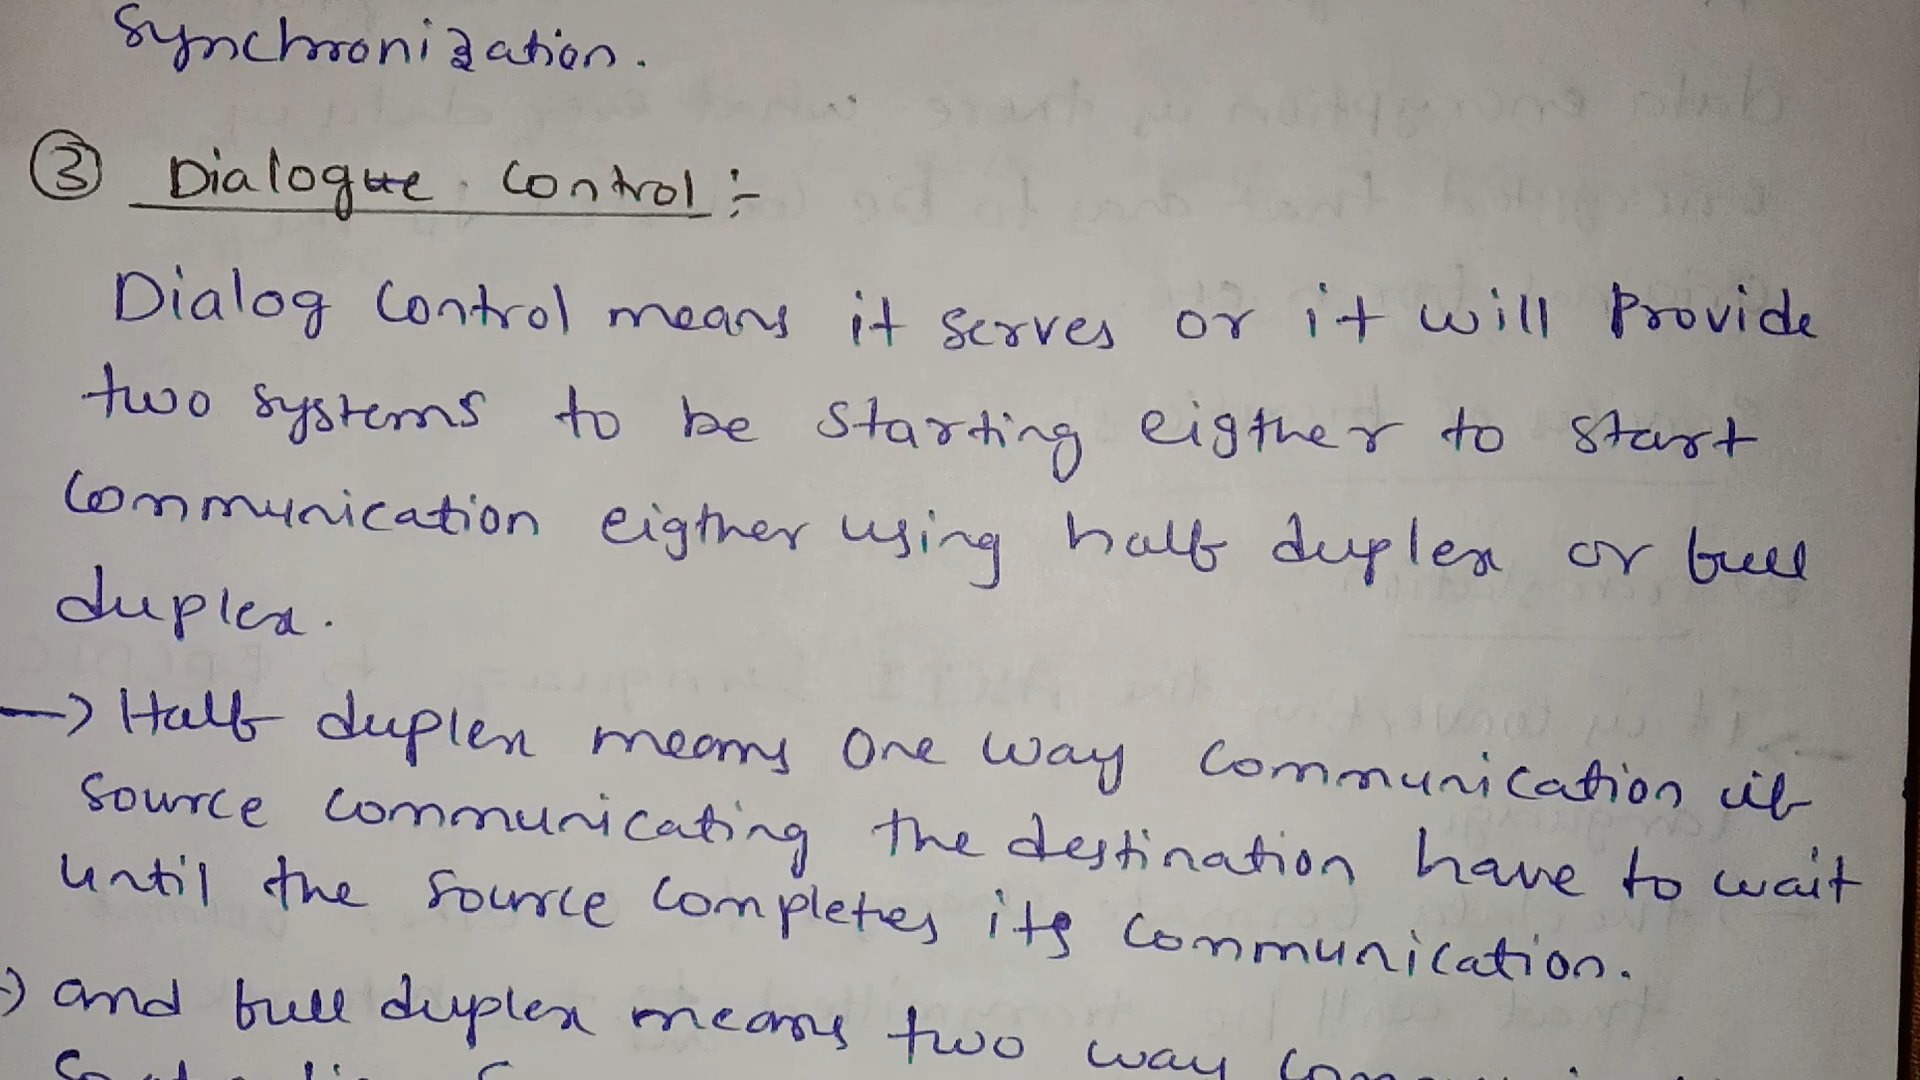 Synchronization.
③ Dialogue Control :-
Dialog Control means it serves or it will Provide
two systems to be starting eigther to start
Communication eigther using half duplex or full
duplex.
→ Half duplex means one way communication if
source communicating the destination have to wait
until the source completes its communication.
→ and full duplex means two way